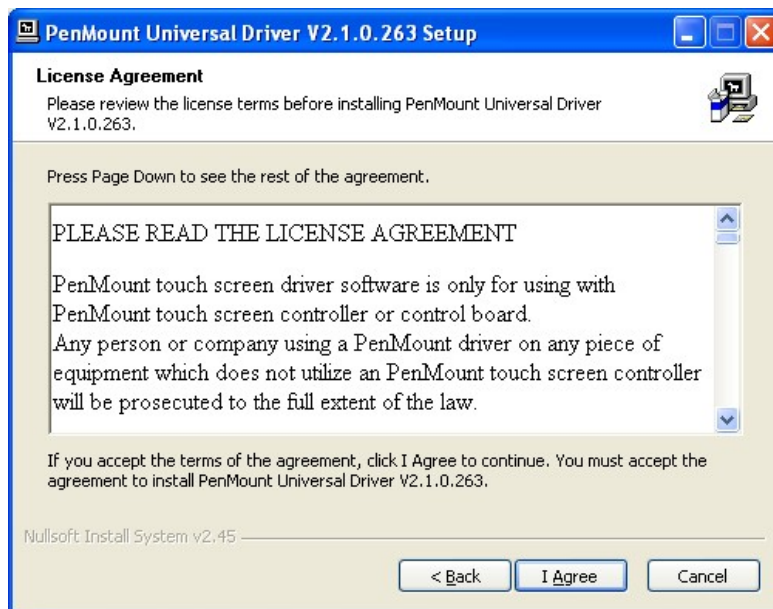 PenMount Universal Driver V2.1.0.263 Setup
License Agreement
Please review the license terms before installing PenMount Universal Driver
V2.1.0.263.
Press Page Down to see the rest of the agreement.
PLEASE READ THE LICENSE AGREEMENT
PenMount touch screen driver software is only for using with
PenMount touch screen controller or control board.
Any person or company using a PenMount driver on any piece of
equipment which does not utilize an PenMount touch screen controller
will be prosecuted to the full extent of the law.
If you accept the terms of the agreement, click I Agree to continue. You must accept the
agreement to install PenMount Universal Driver V2.1.0.263.
Nullsoft Install System v2.45
< Back
I Agree
Cancel